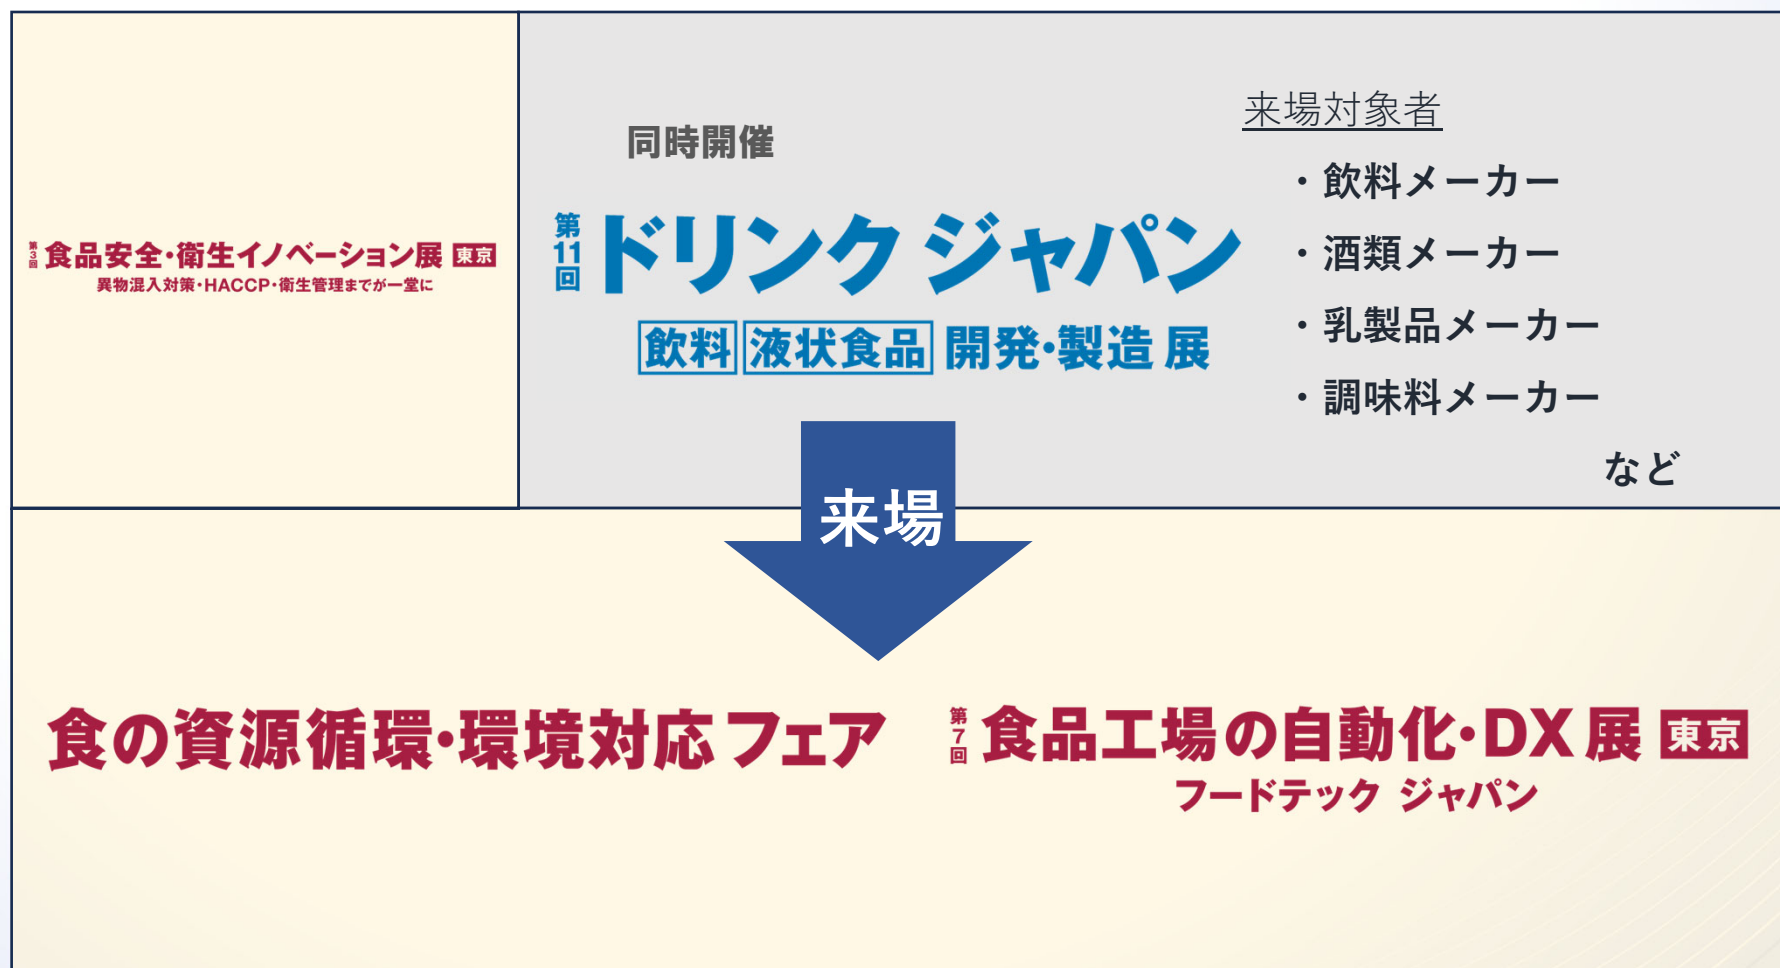 第3回 食品安全・衛生イノベーション展 東京
異物混入対策・HACCP・衛生管理までが一堂に
同時開催
第11回 ドリンク ジャパン
飲料 液状食品 開発・製造 展
来場対象者
・飲料メーカー
・酒類メーカー
・乳製品メーカー
・調味料メーカー
など
来場
食の資源循環・環境対応 フェア
第7回 食品工場の自動化・DX 展 東京
フードテック ジャパン